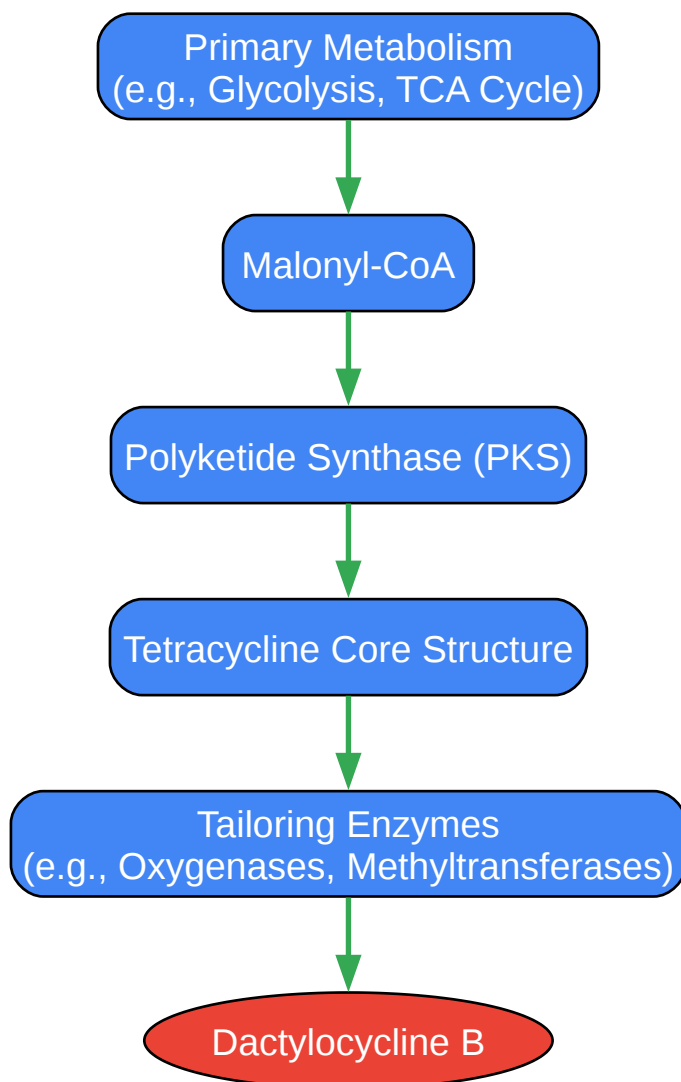 Primary Metabolism
(e.g., Glycolysis, TCA Cycle)
Malonyl-CoA
Polyketide Synthase (PKS)
Tetracycline Core Structure
Tailoring Enzymes
(e.g., Oxygenases, Methyltransferases)
Dactylocycline B